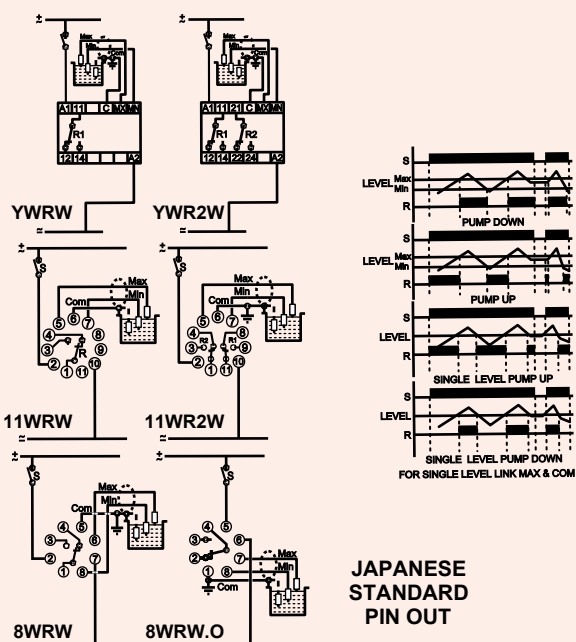 ±
~
S
Max
Min
Com
A1 11 C MX MN
R1
12 14 A2
YWRW
±
~
S
Max
Min
Com
A1 11 21 C MX MN
R1 R2
12 14 22 24 A2
YWR2W
±
~
S
Max
Min
Com
5 6 7
4 8
3 R 9
2 1 11 10
11WRW
±
~
S
Max
Min
Com
5 6 7
4 8
3 R2 R1 9
2 1 11 10
11WR2W
±
~
S
Max
Min
Com
4 5
3 6
2 7
1 8
8WRW
±
~
S
4 5
3 6
2 7
1 8
Max
Min
Com
8WRW.O
S
LEVEL Max
Min
R
PUMP DOWN
S
LEVEL Max
Min
R
PUMP UP
S
LEVEL
R
SINGLE LEVEL PUMP UP
S
LEVEL
R
SINGLE LEVEL PUMP DOWN
FOR SINGLE LEVEL LINK MAX & COM
JAPANESE
STANDARD
PIN OUT